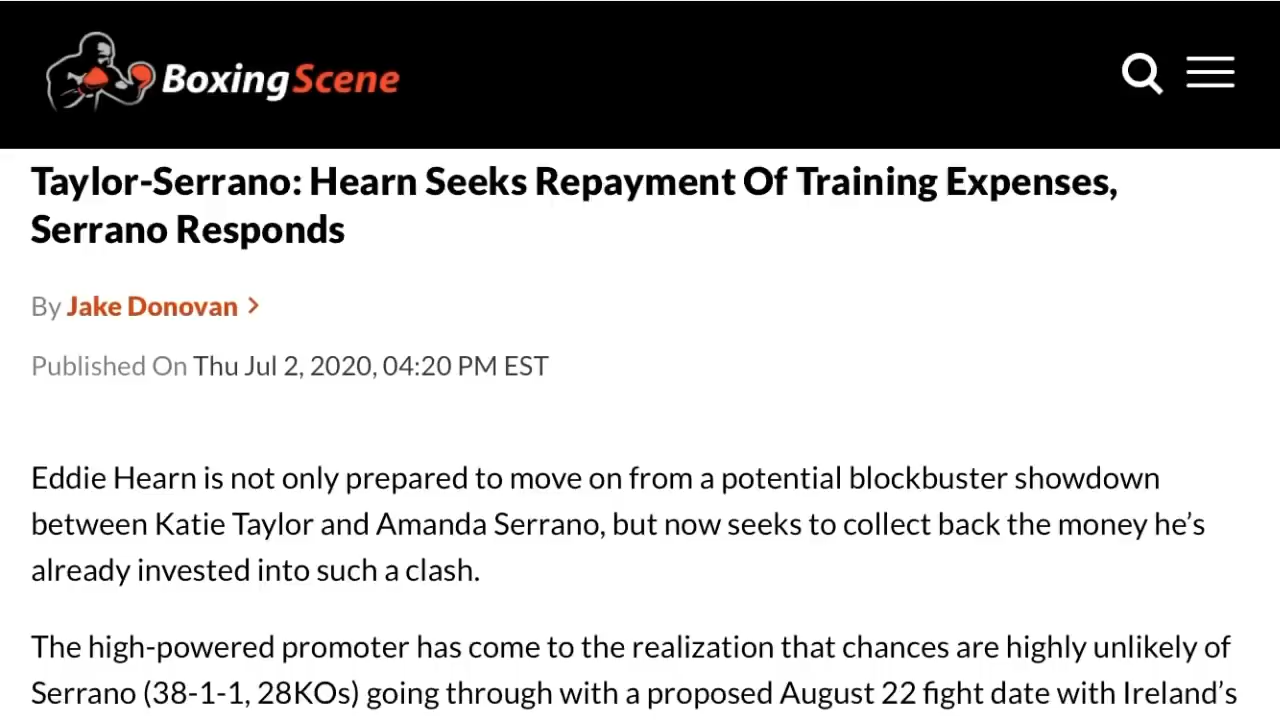 BoxingScene
Taylor-Serrano: Hearn Seeks Repayment Of Training Expenses,
Serrano Responds
By Jake Donovan >
Published On Thu Jul 2, 2020, 04:20 PM EST
Eddie Hearn is not only prepared to move on from a potential blockbuster showdown
between Katie Taylor and Amanda Serrano, but now seeks to collect back the money he’s
already invested into such a clash.
The high-powered promoter has come to the realization that chances are highly unlikely of
Serrano (38-1-1, 28KOs) going through with a proposed August 22 fight date with Ireland’s